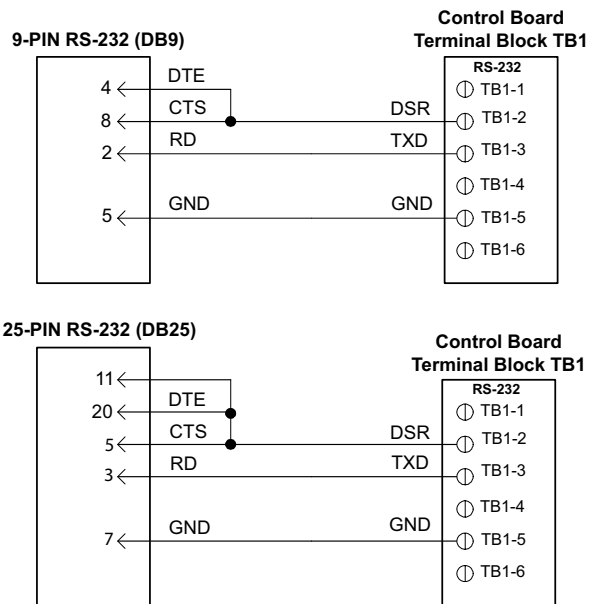 Control Board
9-PIN RS-232 (DB9)
Terminal Block TB1
RS-232
4
DTE
TB1-1
8
CTS
DSR
TB1-2
2
RD
TXD
TB1-3
TB1-4
5
GND
GND
TB1-5
TB1-6
25-PIN RS-232 (DB25)
Control Board
Terminal Block TB1
11
RS-232
20
DTE
TB1-1
5
CTS
DSR
TB1-2
3
RD
TXD
TB1-3
TB1-4
7
GND
GND
TB1-5
TB1-6